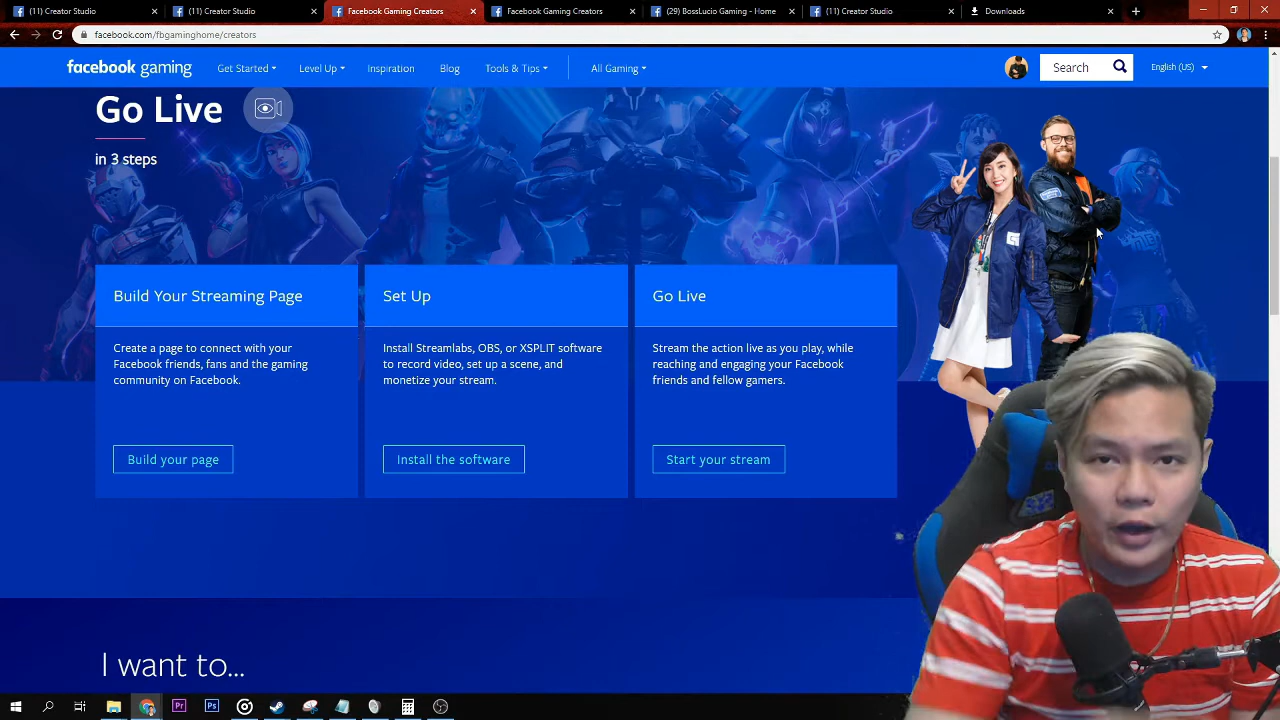 (11) Creator Studio
(11) Creator Studio
Facebook Gaming Creators
Facebook Gaming Creators
(29) BossLucio Gaming - Home
(11) Creator Studio
Downloads
facebook.com/fbgaminghome/creators
facebook gaming
Get Started
Level Up
Inspiration
Blog
Tools & Tips
All Gaming
Search
English (US)
Go Live
in 3 steps
Build Your Streaming Page
Create a page to connect with your
Facebook friends, fans and the gaming
community on Facebook.
Build your page
Set Up
Install Streamlabs, OBS, or XSPLIT software
to record video, set up a scene, and
monetize your stream.
Install the software
Go Live
Stream the action live as you play, while
reaching and engaging your Facebook
friends and fellow gamers.
Start your stream
I want to...
Pr
Ps